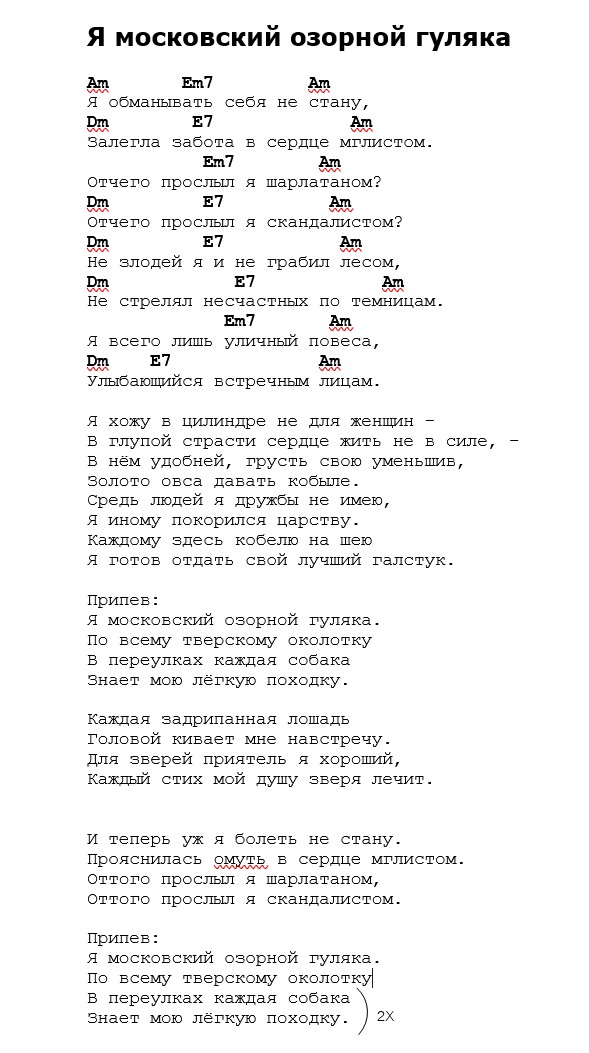 Я московский озорной гуляка
Am Em7 Am
Я обманывать себя не стану,
Dm E7 Am
Залегла забота в сердце мглистом.
Em7 Am
Отчего прослыл я шарлатаном?
Dm E7 Am
Отчего прослыл я скандалистом?
Dm E7 Am
Не злодей я и не грабил лесом,
Dm E7 Am
Не стрелял несчастных по темницам.
Em7 Am
Я всего лишь уличный повеса,
Dm E7 Am
Улыбающийся встречным лицам.
Я хожу в цилиндре не для женщин –
В глупой страсти сердце жить не в силе, –
В нём удобней, грусть свою уменьшив,
Золото овса давать кобыле.
Средь людей я дружбы не имею,
Я иному покорился царству.
Каждому здесь кобелю на шею
Я готов отдать свой лучший галстук.
Припев:
Я московский озорной гуляка.
По всему тверскому околотку
В переулках каждая собака
Знает мою лёгкую походку.
Каждая задрипанная лошадь
Головой кивает мне навстречу.
Для зверей приятель я хороший,
Каждый стих мой душу зверя лечит.
И теперь уж я болеть не стану.
Прояснилась омуть в сердце мглистом.
Оттого прослыл я шарлатаном,
Оттого прослыл я скандалистом.
Припев:
Я московский озорной гуляка.
По всему тверскому околотку
В переулках каждая собака
Знает мою лёгкую походку. 2X